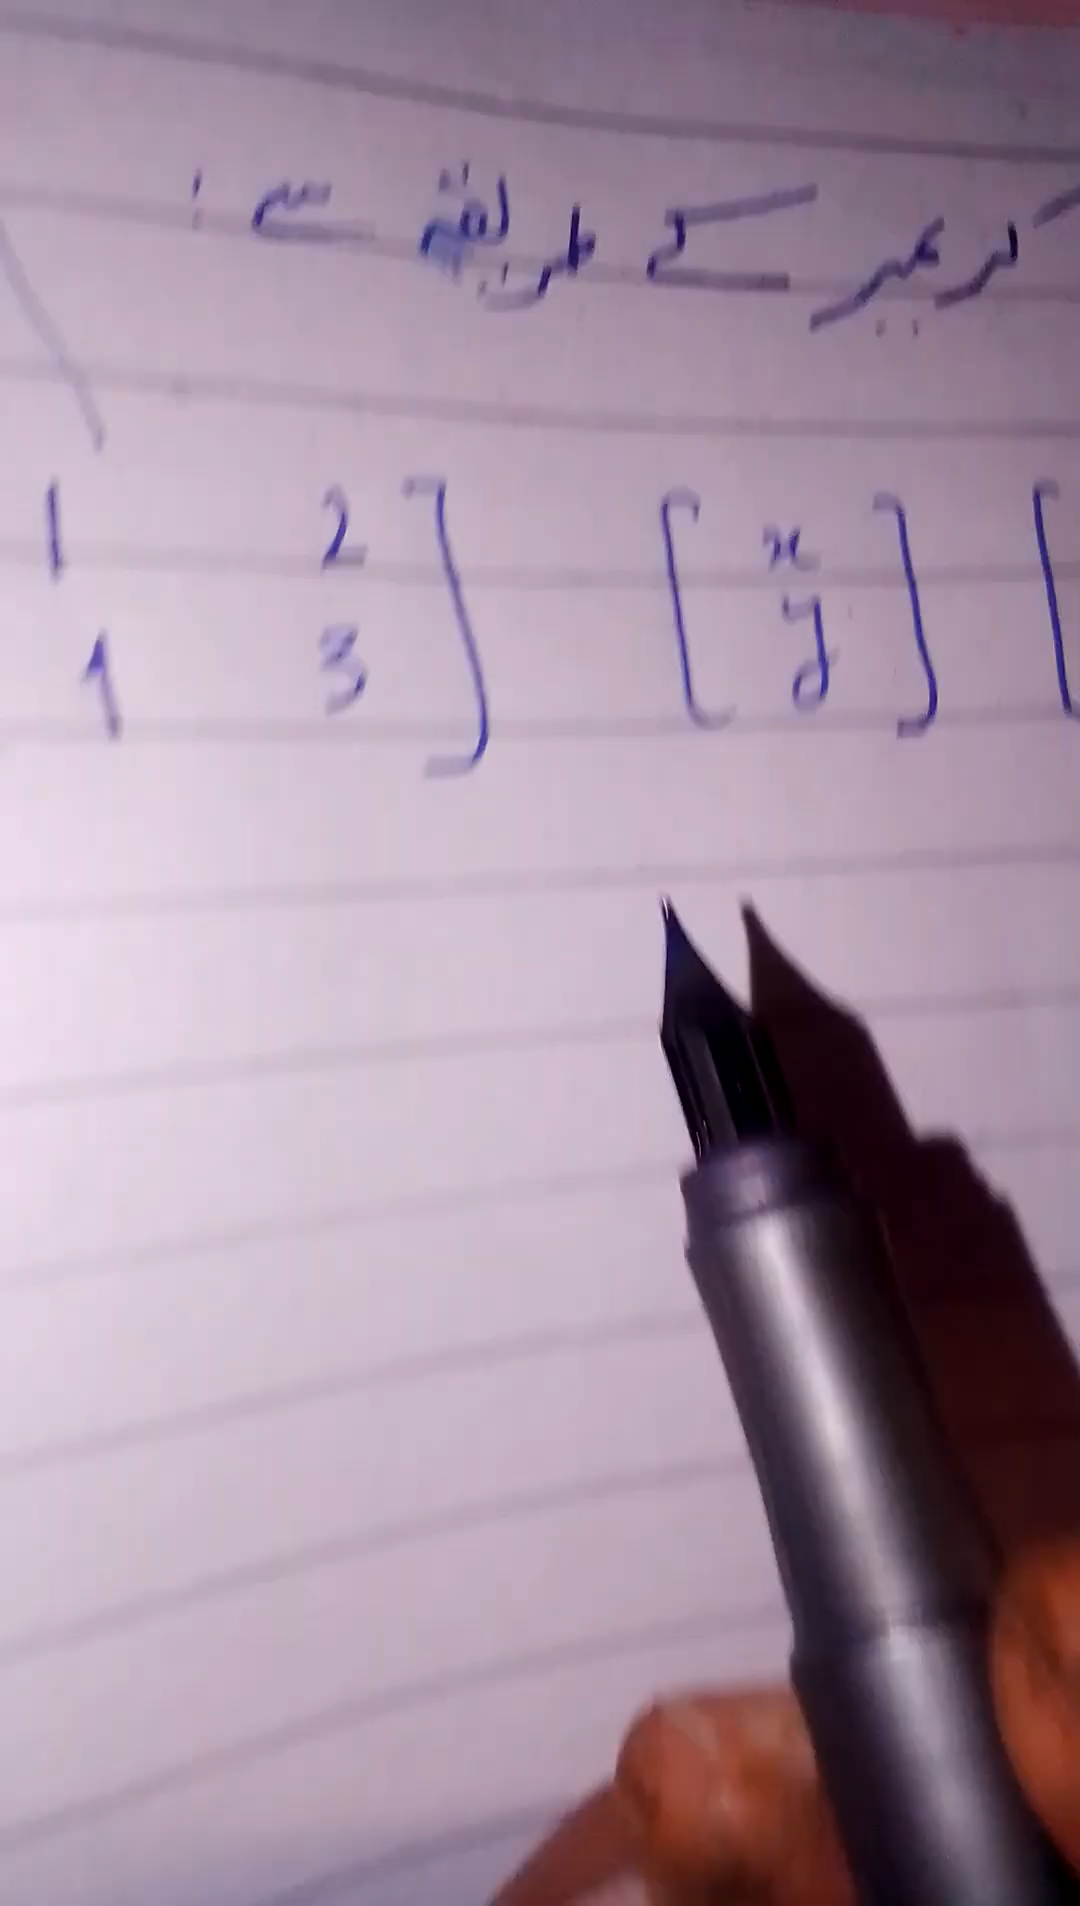 کریمر کے طریقہ سے :
1 2 ] [ x ] [
1 3 ] [ y ] [